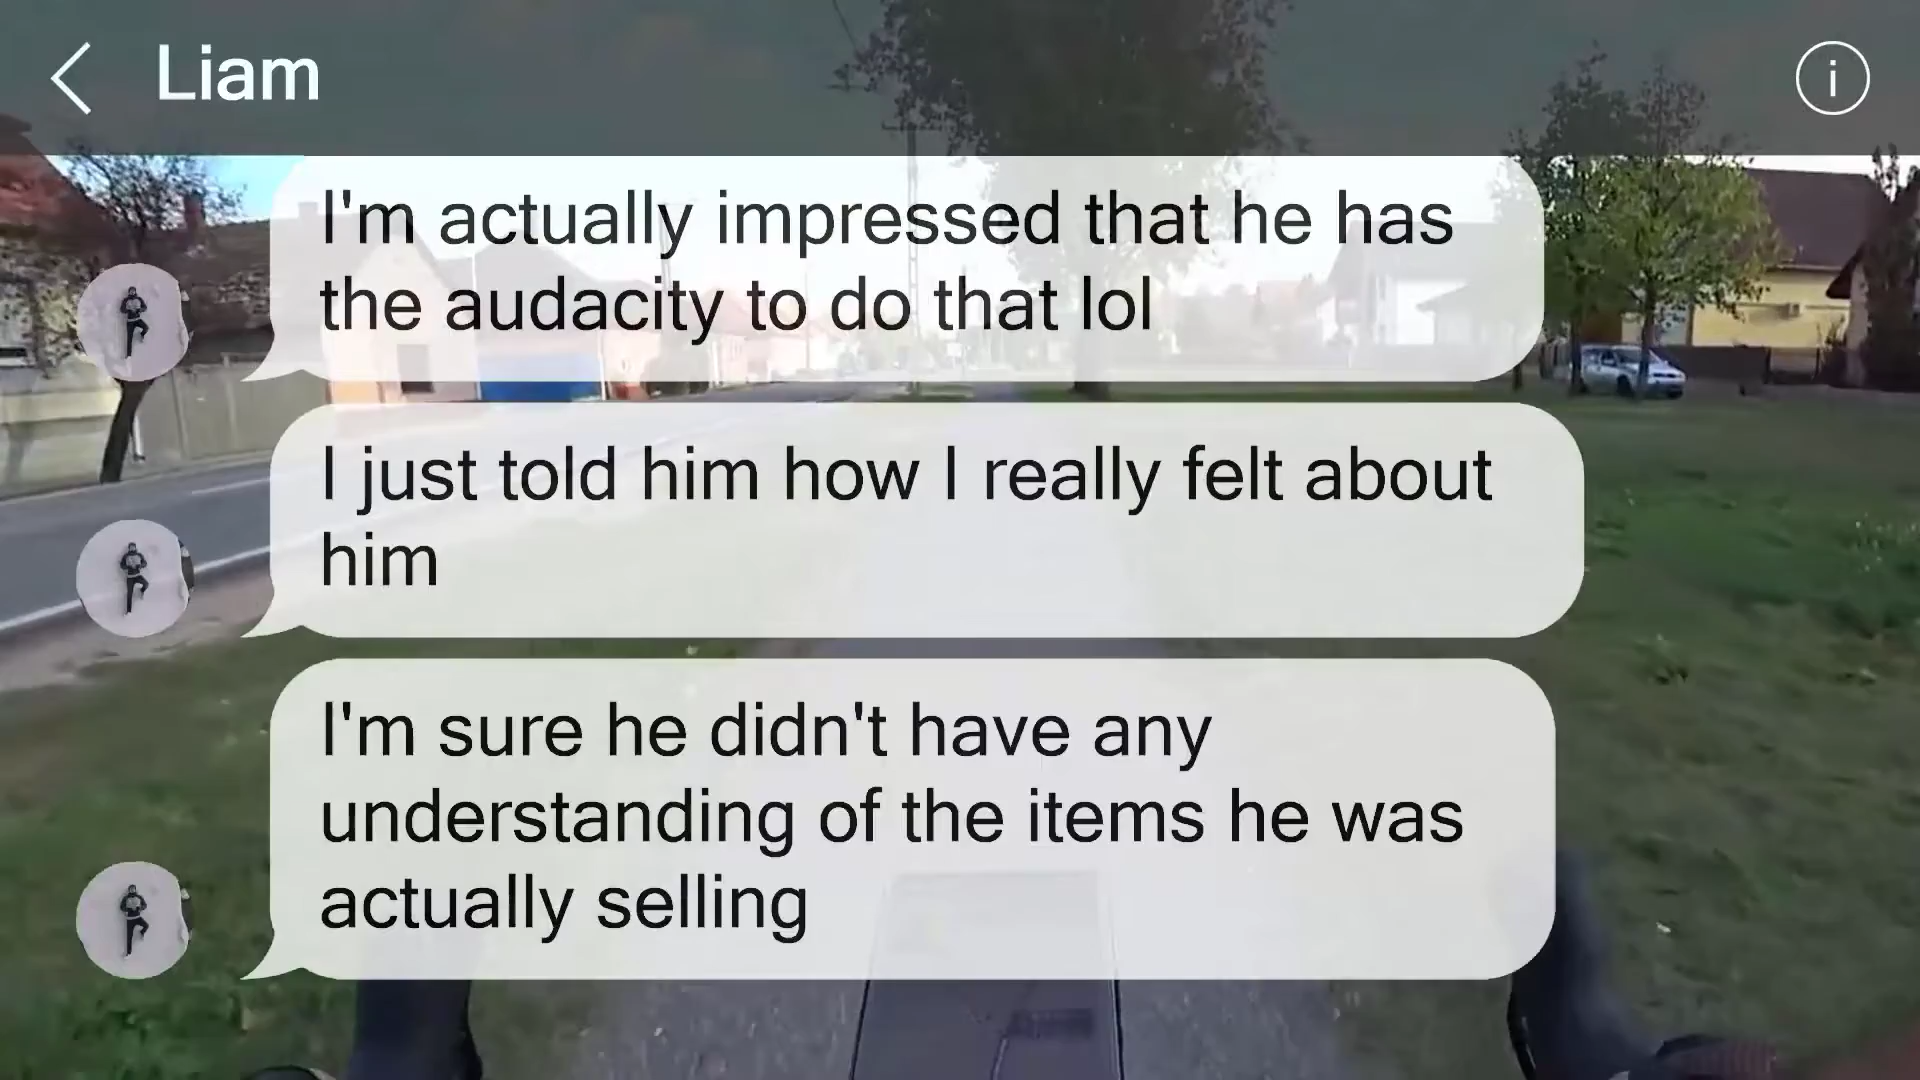 Liam
I'm actually impressed that he has
the audacity to do that lol
I just told him how I really felt about
him
I'm sure he didn't have any
understanding of the items he was
actually selling